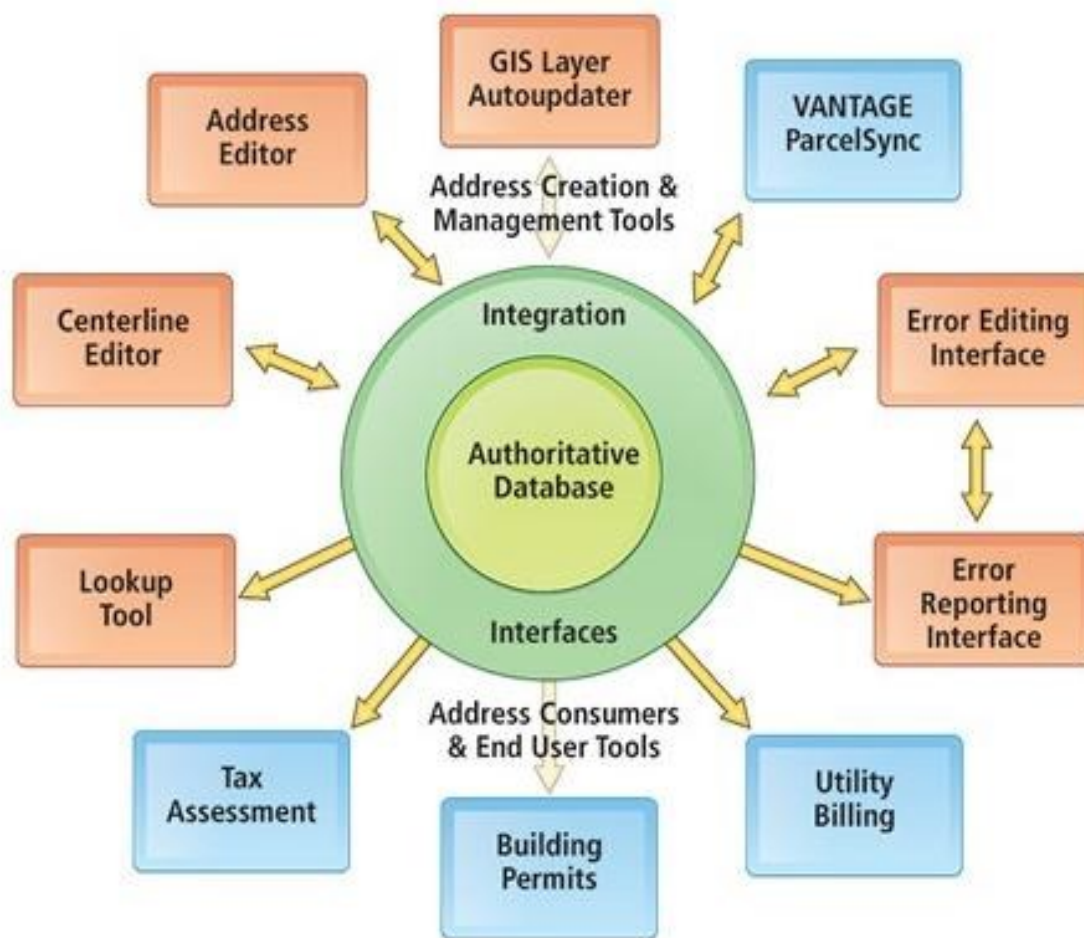 GIS Layer
Autoupdater
Address
Editor
VANTAGE
ParcelSync
Address Creation &
Management Tools
Centerline
Editor
Integration
Error Editing
Interface
Authoritative
Database
Lookup
Tool
Error
Reporting
Interface
Interfaces
Address Consumers
& End User Tools
Tax
Assessment
Building
Permits
Utility
Billing